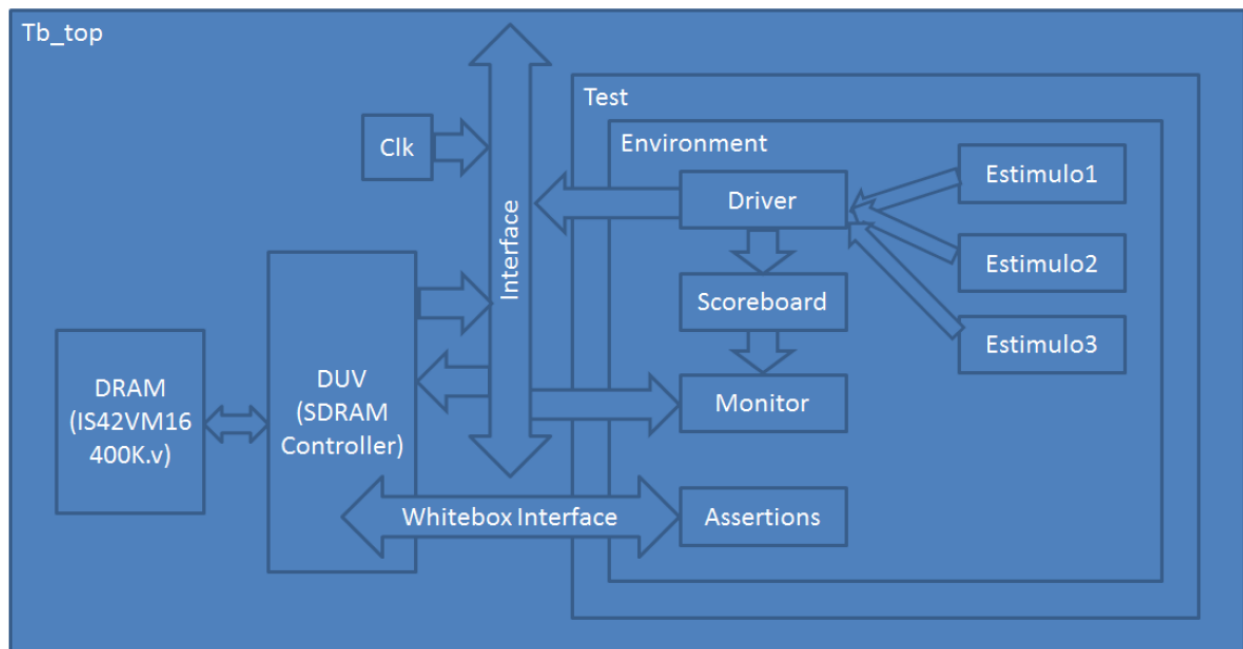 Tb_top
Test
Clk
Environment
Estimulo1
Driver
Interface
Estimulo2
Scoreboard
Estimulo3
DRAM
(IS42VM16
400K.v)
DUV
(SDRAM
Controller)
Monitor
Whitebox Interface
Assertions